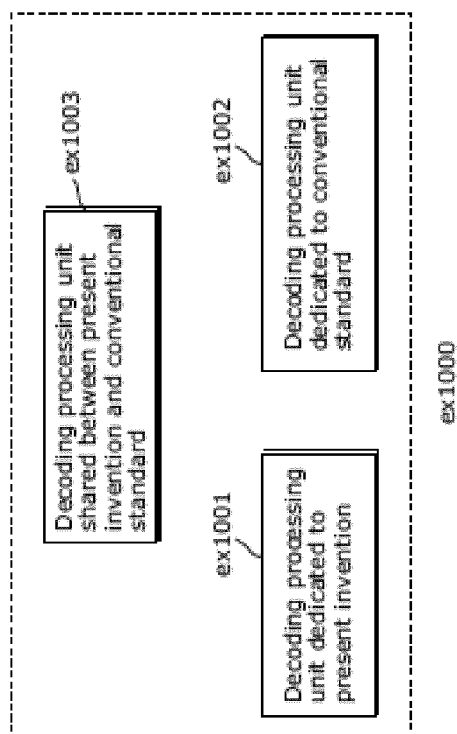 ex1003
Decoding processing unit
shared between present
invention and conventional
standard
ex1001
Decoding processing
unit dedicated to
present invention
ex1002
Decoding processing unit
dedicated to conventional
standard
ex1000